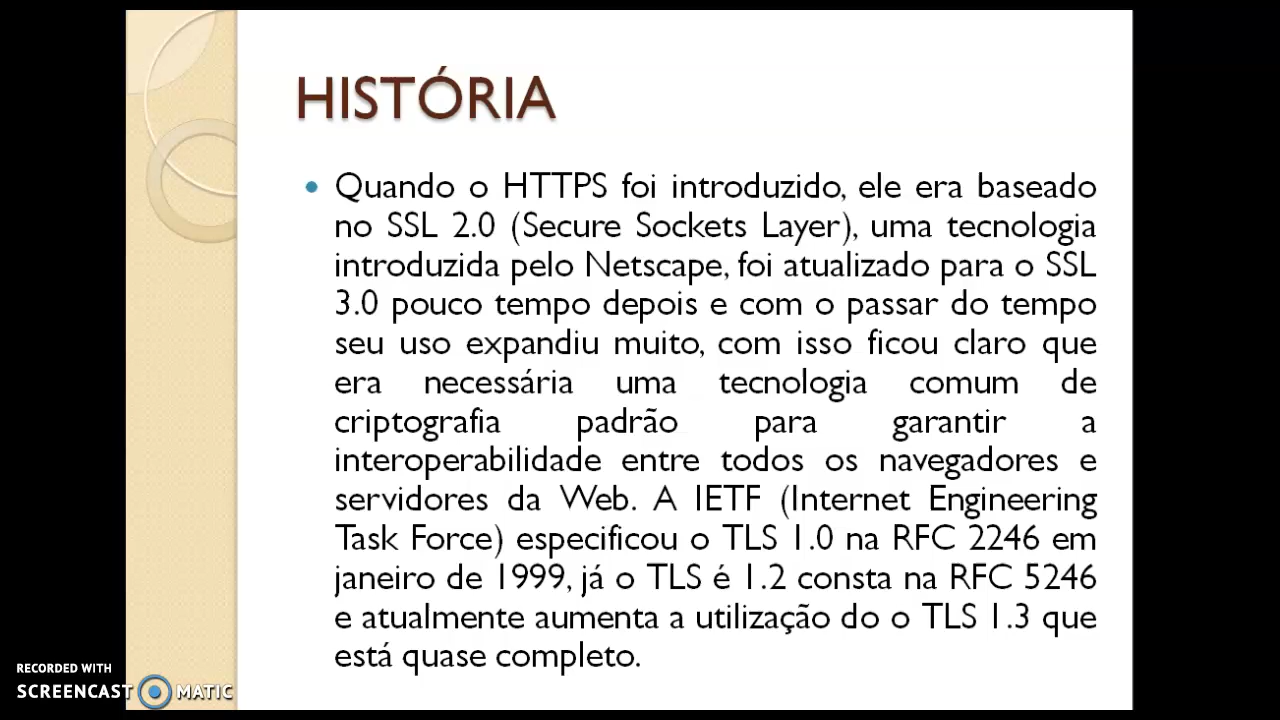 HISTÓRIA
Quando o HTTPS foi introduzido, ele era baseado
no SSL 2.0 (Secure Sockets Layer), uma tecnologia
introduzida pelo Netscape, foi atualizado para o SSL
3.0 pouco tempo depois e com o passar do tempo
seu uso expandiu muito, com isso ficou claro que
era necessária uma tecnologia comum de
criptografia padrão para garantir a
interoperabilidade entre todos os navegadores e
servidores da Web. A IETF (Internet Engineering
Task Force) especificou o TLS 1.0 na RFC 2246 em
janeiro de 1999, já o TLS é 1.2 consta na RFC 5246
e atualmente aumenta a utilização do o TLS 1.3 que
está quase completo.
RECORDED WITH
SCREENCAST MATIC